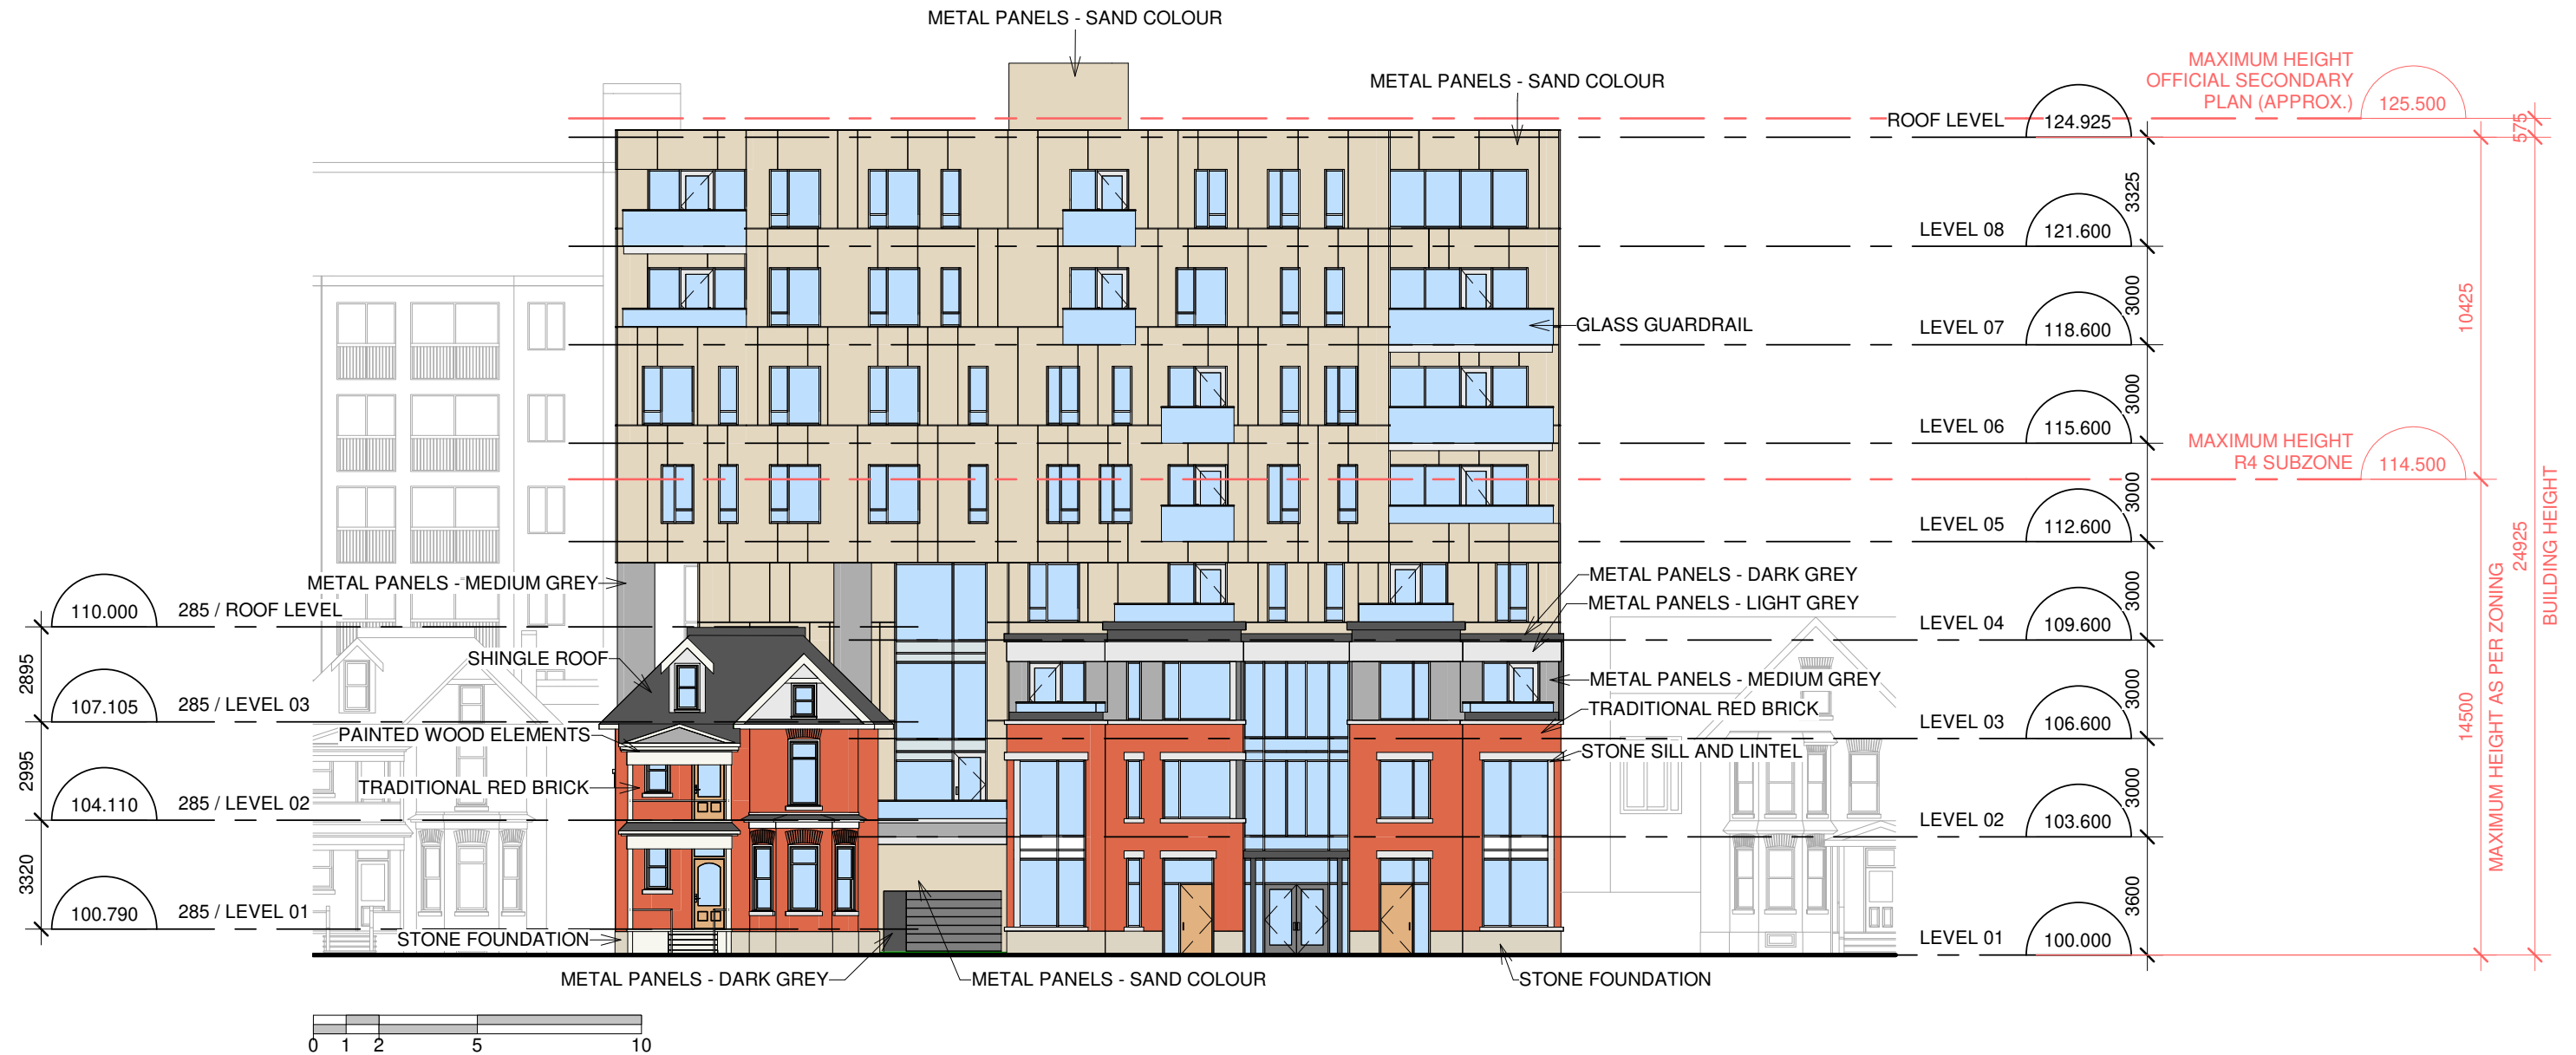 METAL PANELS - SAND COLOUR
METAL PANELS - SAND COLOUR
MAXIMUM HEIGHT
OFFICIAL SECONDARY
PLAN (APPROX.)
125.500
ROOF LEVEL
124.925
575
3325
LEVEL 08
121.600
3000
10425
GLASS GUARDRAIL
LEVEL 07
118.600
3000
LEVEL 06
115.600
MAXIMUM HEIGHT
R4 SUBZONE
114.500
3000
LEVEL 05
112.600
24925
BUILDING HEIGHT
METAL PANELS - MEDIUM GREY
METAL PANELS - DARK GREY
METAL PANELS - LIGHT GREY
3000
110.000
285 / ROOF LEVEL
LEVEL 04
109.600
2895
SHINGLE ROOF
METAL PANELS - MEDIUM GREY
3000
107.105
285 / LEVEL 03
TRADITIONAL RED BRICK
LEVEL 03
106.600
14500
MAXIMUM HEIGHT AS PER ZONING
PAINTED WOOD ELEMENTS
STONE SILL AND LINTEL
2995
TRADITIONAL RED BRICK
3000
104.110
285 / LEVEL 02
LEVEL 02
103.600
3320
3600
100.790
285 / LEVEL 01
STONE FOUNDATION
LEVEL 01
100.000
METAL PANELS - DARK GREY
METAL PANELS - SAND COLOUR
STONE FOUNDATION
0 1 2 5 10